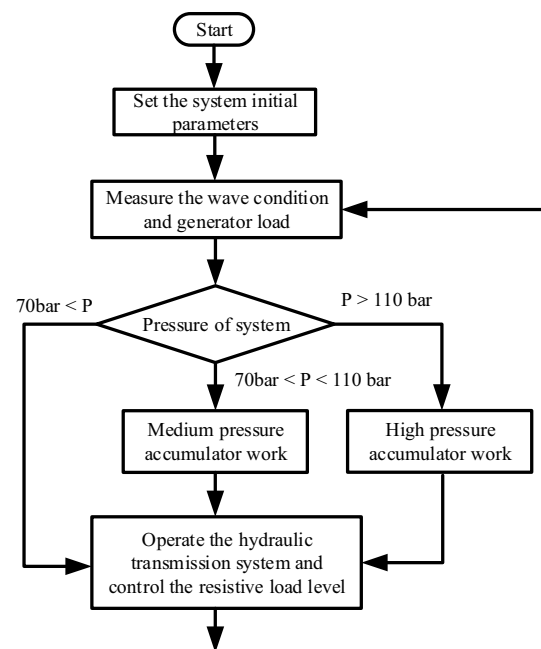 Start
Set the system initial
parameters
Measure the wave condition
and generator load
70bar < P
P > 110 bar
Pressure of system
70bar < P < 110 bar
Medium pressure
accumulator work
High pressure
accumulator work
Operate the hydraulic
transmission system and
control the resistive load level